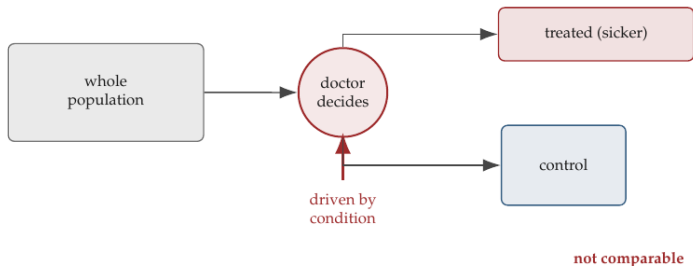 whole
population
doctor
decides
treated (sicker)
control
driven by
condition
not comparable